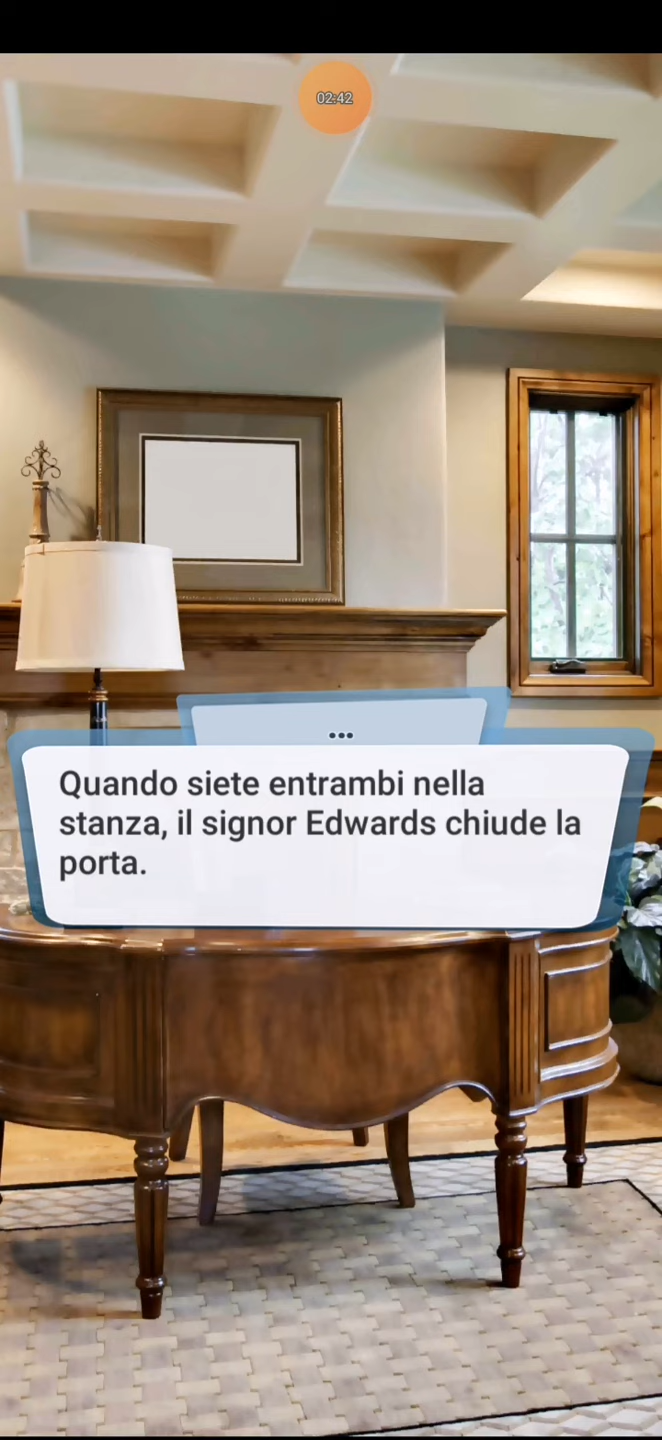 02:42
•••
Quando siete entrambi nella
stanza, il signor Edwards chiude la
porta.